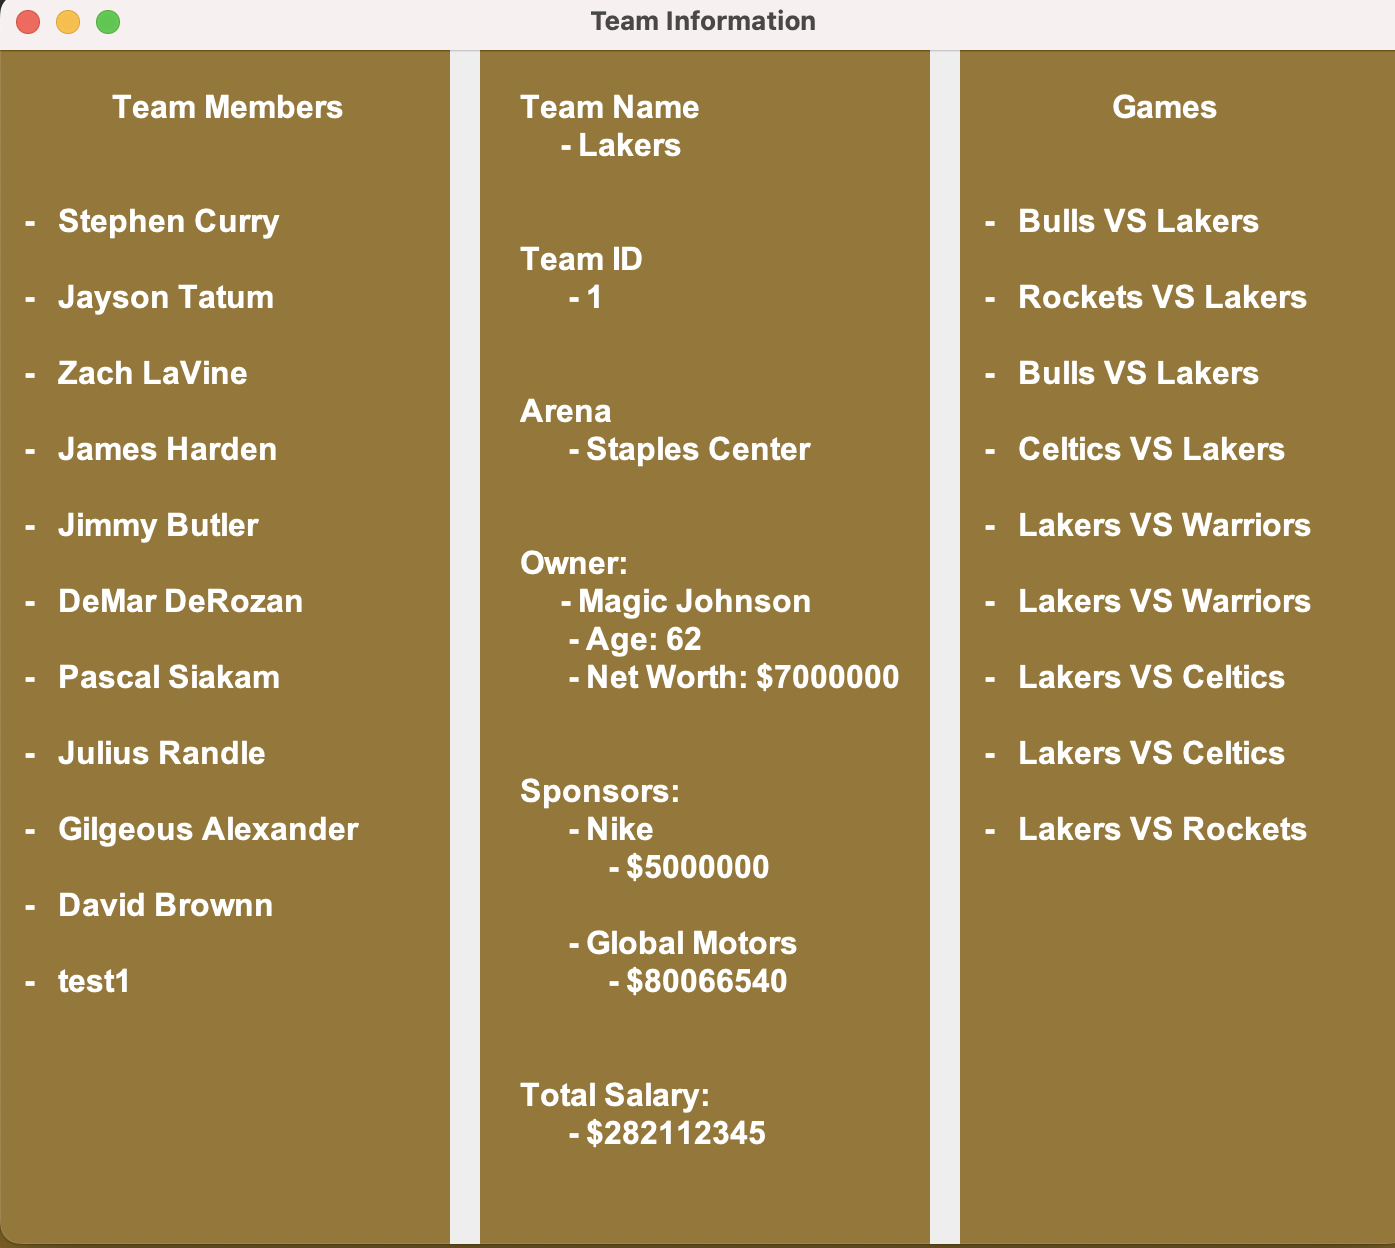 Team Information
Team Members
- Stephen Curry
- Jayson Tatum
- Zach LaVine
- James Harden
- Jimmy Butler
- DeMar DeRozan
- Pascal Siakam
- Julius Randle
- Gilgeous Alexander
- David Brownn
- test1
Team Name
- Lakers
Team ID
- 1
Arena
- Staples Center
Owner:
- Magic Johnson
- Age: 62
- Net Worth: $7000000
Sponsors:
- Nike
- $5000000
- Global Motors
- $80066540
Total Salary:
- $282112345
Games
- Bulls VS Lakers
- Rockets VS Lakers
- Bulls VS Lakers
- Celtics VS Lakers
- Lakers VS Warriors
- Lakers VS Warriors
- Lakers VS Celtics
- Lakers VS Celtics
- Lakers VS Rockets